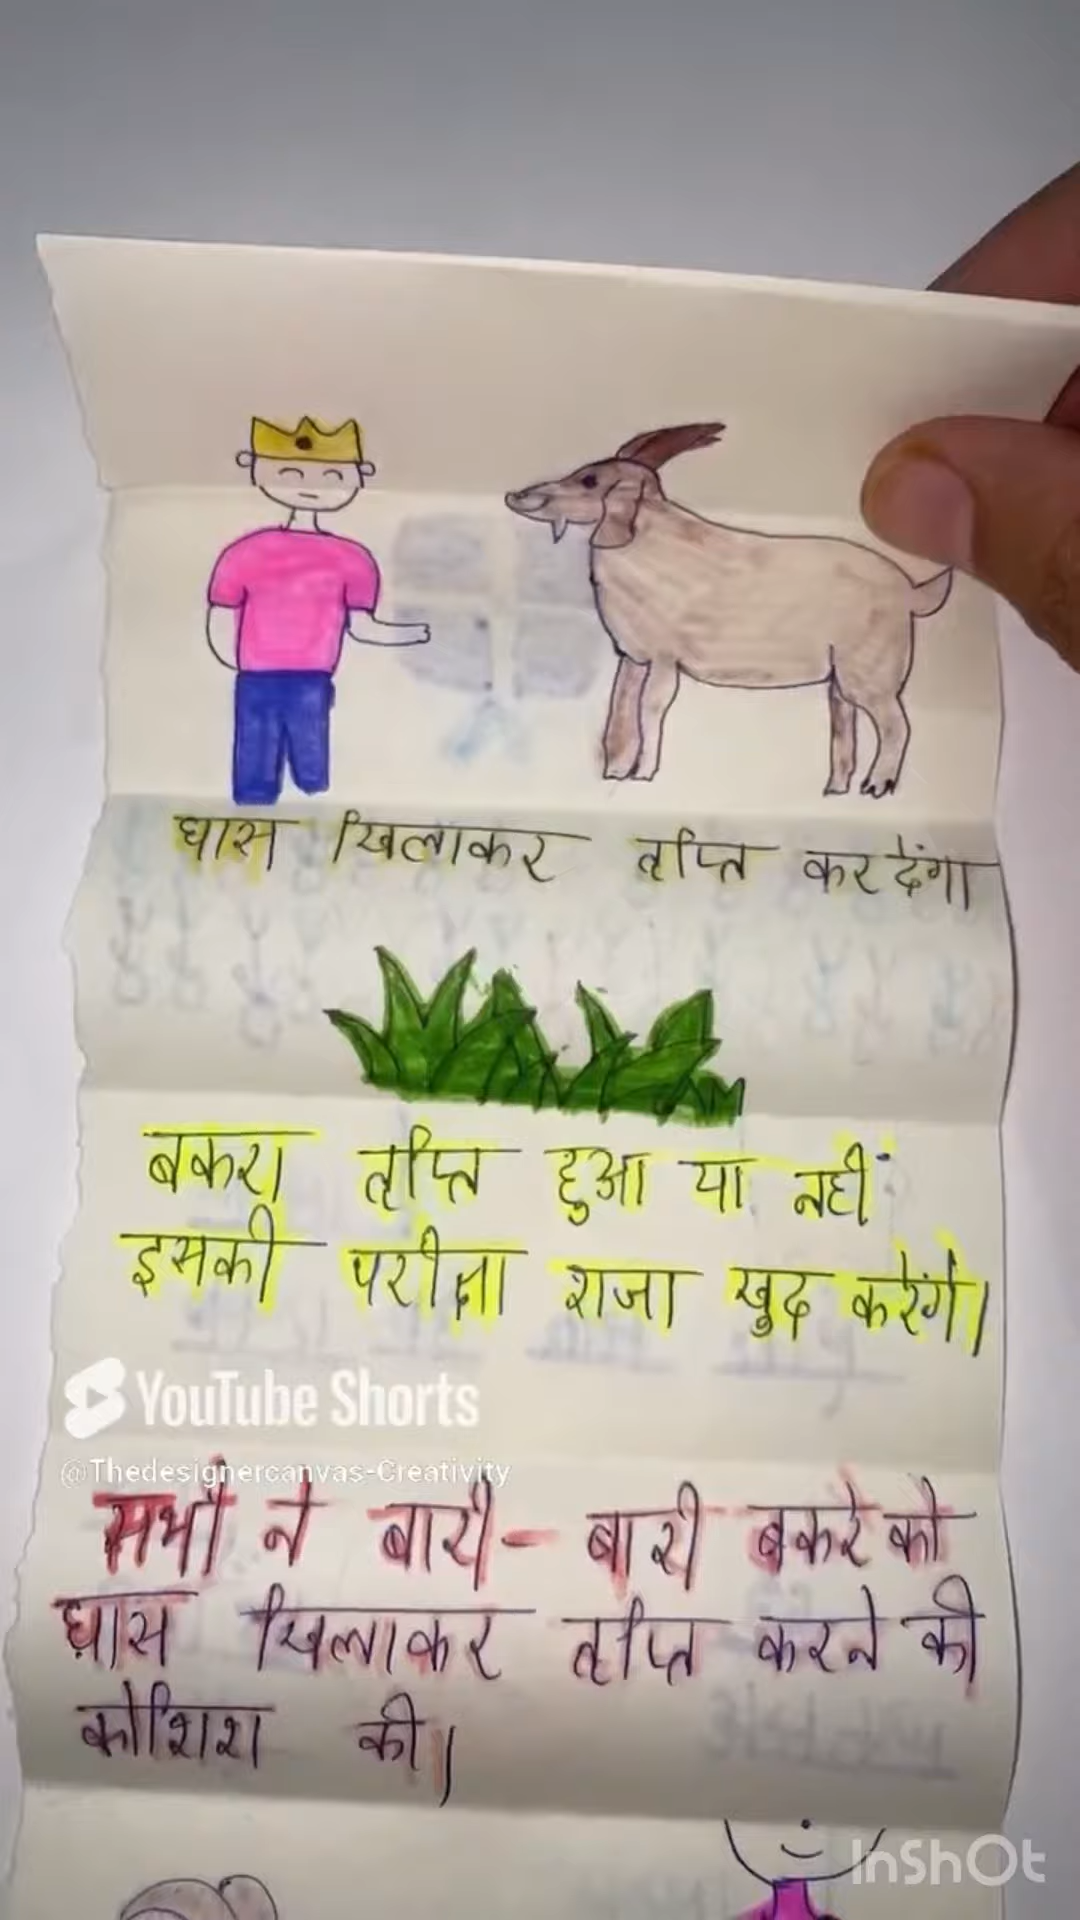 घास खिलाकर तृप्ति कर देंगा
बकरा तृप्ति हुआ या नहीं
इसकी परीक्षा राजा खुद करेंगे।
YouTube Shorts
@Thedesignercanvas-Creativity
सभी ने बारी-बारी बकरे को
घास खिलाकर तृप्ति करने की
कोशिश की।
InShOt